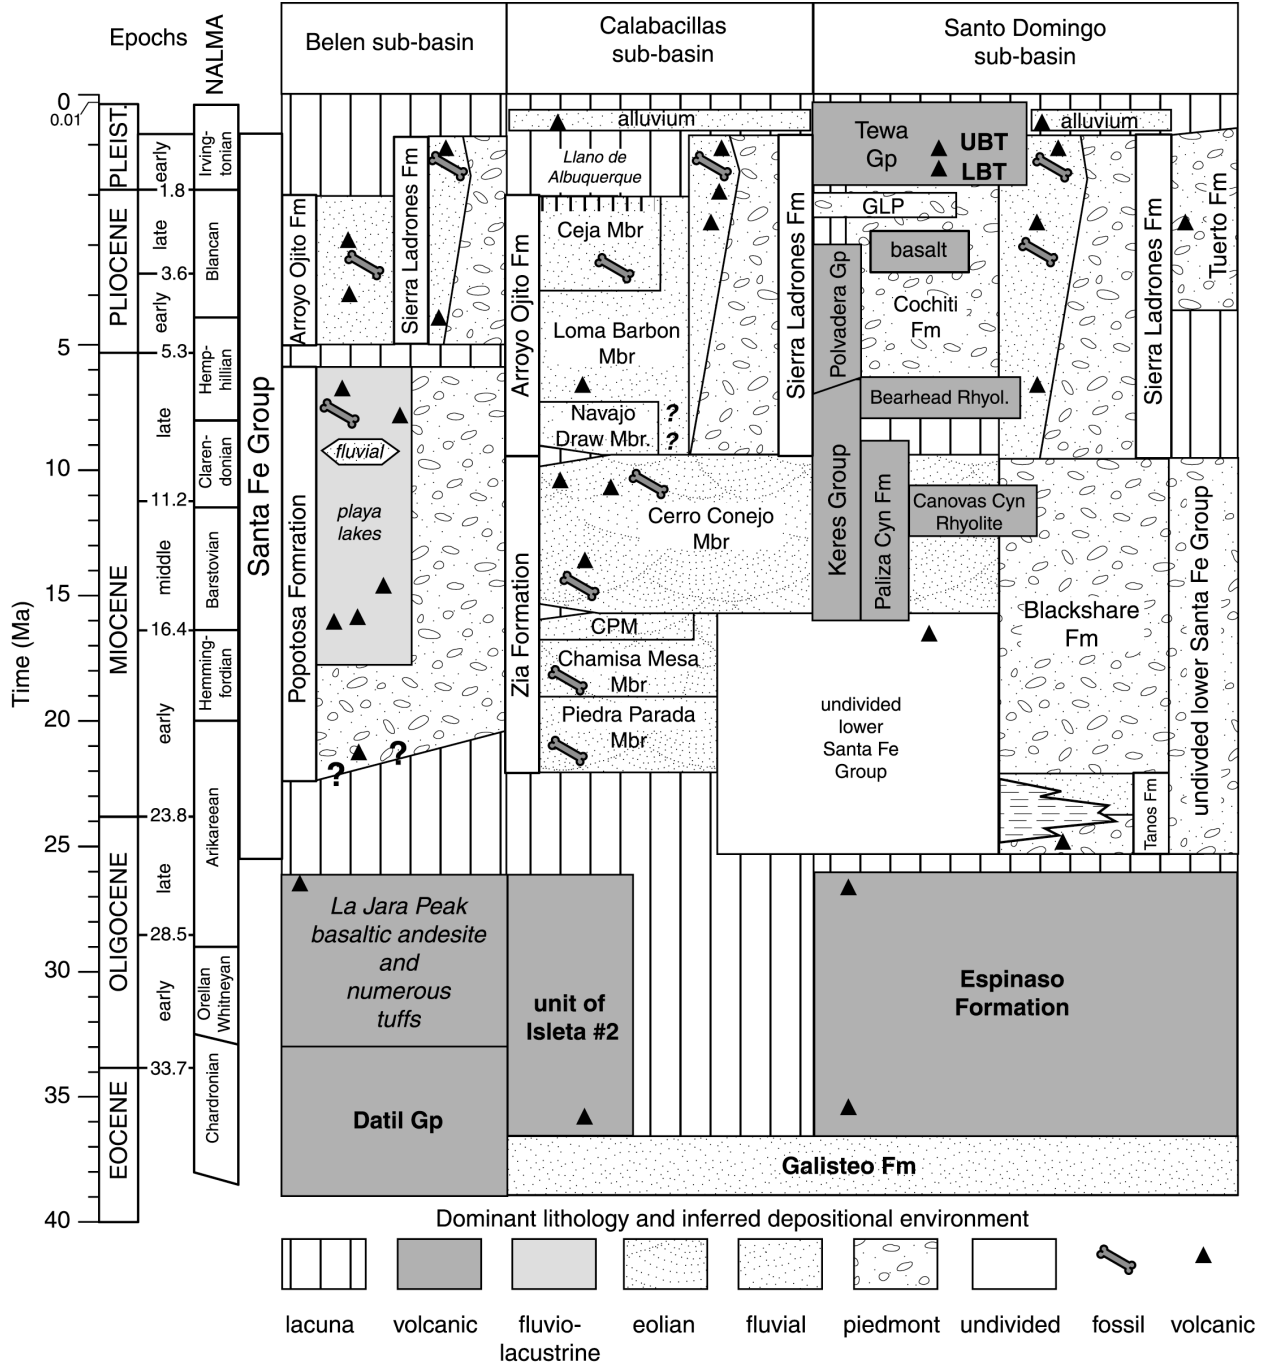 Epochs
NALMA
Belen sub-basin
Calabacillas
sub-basin
Santo Domingo
sub-basin
Time (Ma)
0
0.01
5
10
15
20
25
30
35
40
PLEIST.
PLIOCENE
MIOCENE
OLIGOCENE
EOCENE
early
1.8
late
3.6
early
5.3
late
11.2
middle
16.4
early
23.8
late
28.5
early
33.7
Irving-
tonian
Blancan
Hemp-
hillian
Claren-
donian
Barstovian
Hemming-
fordian
Arikareean
Orellan
Whitneyan
Chardronian
Santa Fe Group
Arroyo Ojito Fm
Sierra Ladrones Fm
Popotosa Fomration
fluvial
playa
lakes
?
?
La Jara Peak
basaltic andesite
and
numerous
tuffs
Datil Gp
alluvium
Llano de
Albuquerque
Arroyo Ojito Fm
Ceja Mbr
Loma Barbon
Mbr
Navajo
Draw Mbr.
?
?
Sierra Ladrones Fm
Zia Formation
Cerro Conejo
Mbr
CPM
Chamisa Mesa
Mbr
Piedra Parada
Mbr
unit of
Isleta #2
Tewa
Gp
UBT
LBT
alluvium
GLP
basalt
Cochiti
Fm
Polvadera Gp
Bearhead Rhyol.
Keres Group
Paliza Cyn Fm
Canovas Cyn
Rhyolite
Sierra Ladrones Fm
Tuerto Fm
Blackshare
Fm
undivded lower Santa Fe Group
undivided
lower
Santa Fe
Group
Tanos Fm
Espinaso
Formation
Galisteo Fm
Dominant lithology and inferred depositional environment
lacuna
volcanic
fluvio-
lacustrine
eolian
fluvial
piedmont
undivided
fossil
volcanic